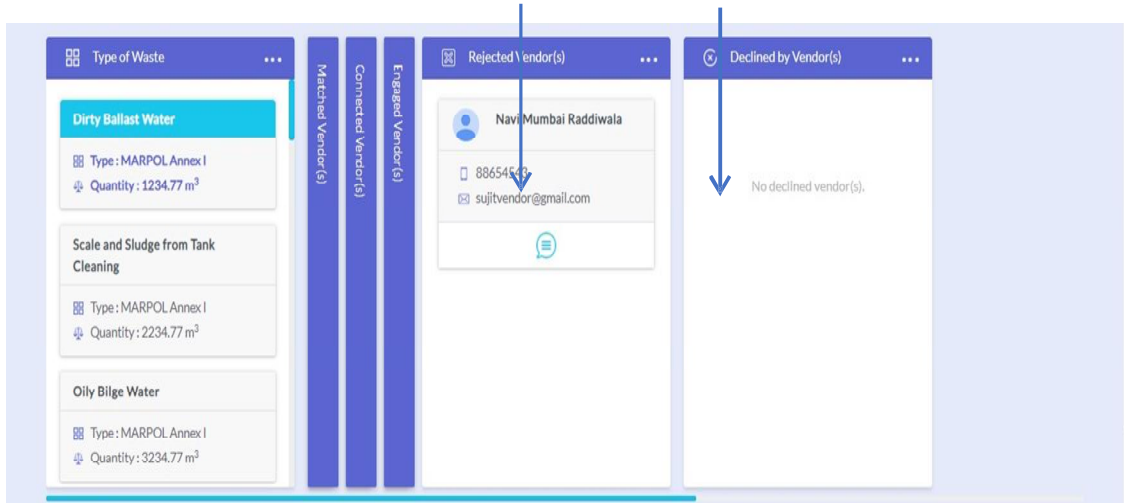 Type of Waste
Dirty Ballast Water
Type : MARPOL Annex I
Quantity : 1234.77 m³
Scale and Sludge from Tank
Cleaning
Type : MARPOL Annex I
Quantity : 2234.77 m³
Oily Bilge Water
Type : MARPOL Annex I
Quantity : 3234.77 m³
Matched Vendor(s)
Connected Vendor(s)
Engaged Vendor(s)
Rejected Vendor(s)
Navi Mumbai Raddiwala
88654543
sujitvendor@gmail.com
Declined by Vendor(s)
No declined vendor(s).